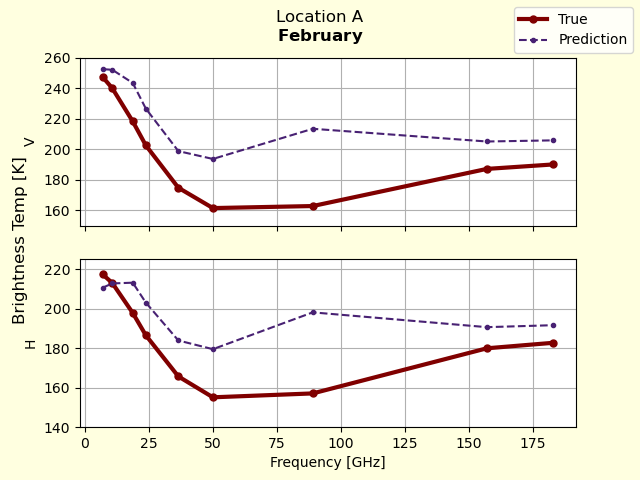 Location A
February
True
Prediction
Brightness Temp [K]
V
260
240
220
200
180
160
H
220
200
180
160
140
0 25 50 75 100 125 150 175
Frequency [GHz]